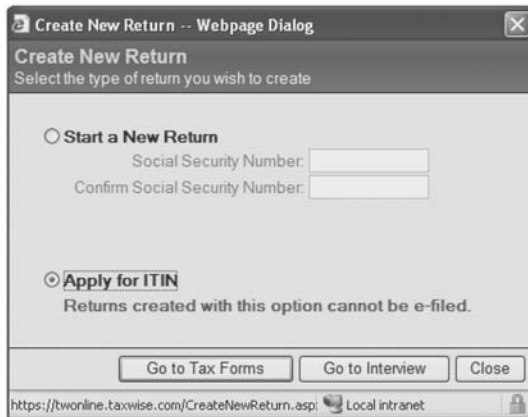 Create New Return -- Webpage Dialog
Create New Return
Select the type of return you wish to create
Start a New Return
Social Security Number:
Confirm Social Security Number:
Apply for ITIN
Returns created with this option cannot be e-filed.
Go to Tax Forms Go to Interview Close
https://twonline.taxwise.com/CreateNewReturn.asp: Local intranet